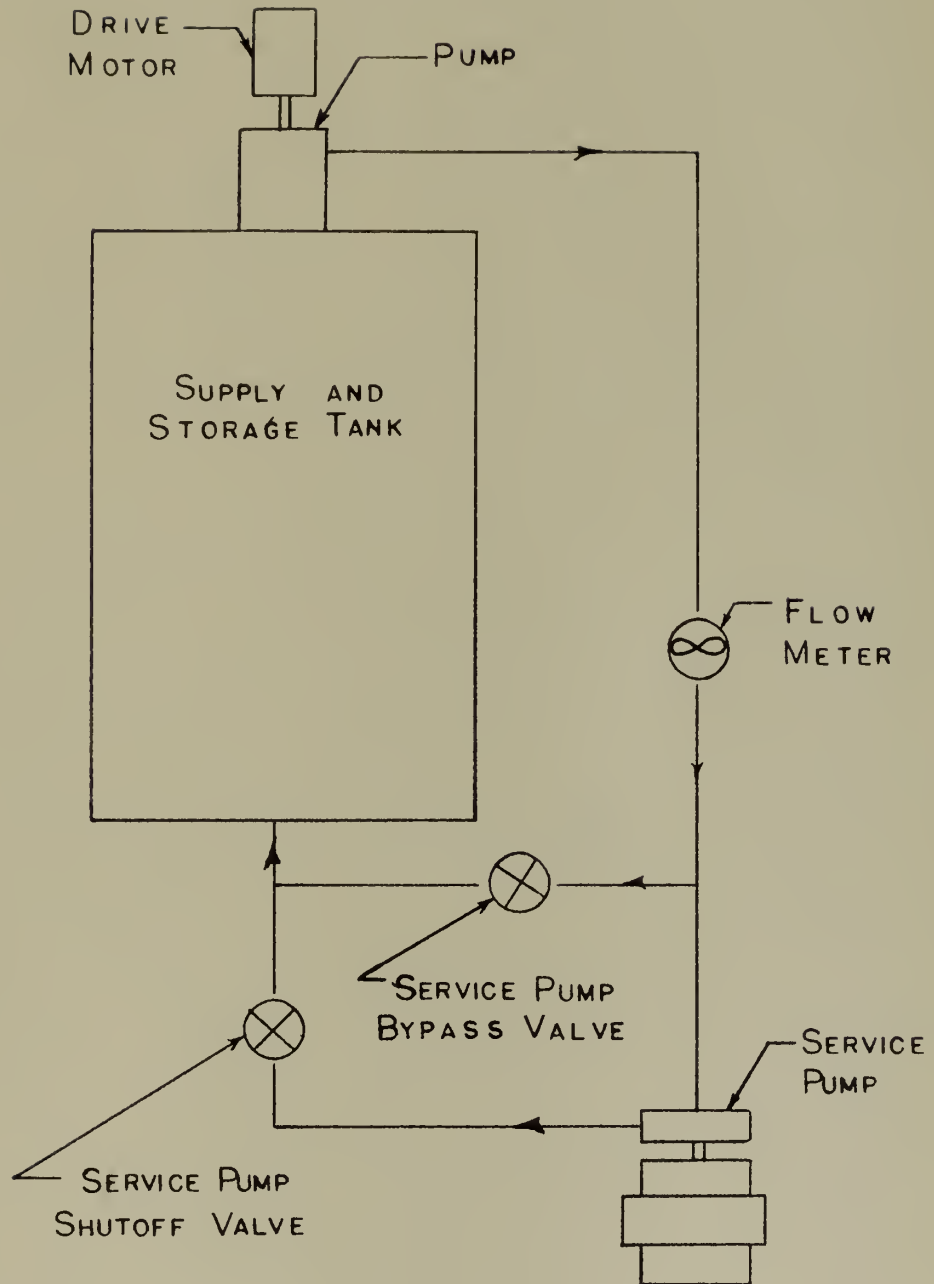 DRIVE
MOTOR
PUMP
SUPPLY AND
STORAGE TANK
FLOW
METER
SERVICE PUMP
BYPASS VALVE
SERVICE
PUMP
SERVICE PUMP
SHUTOFF VALVE